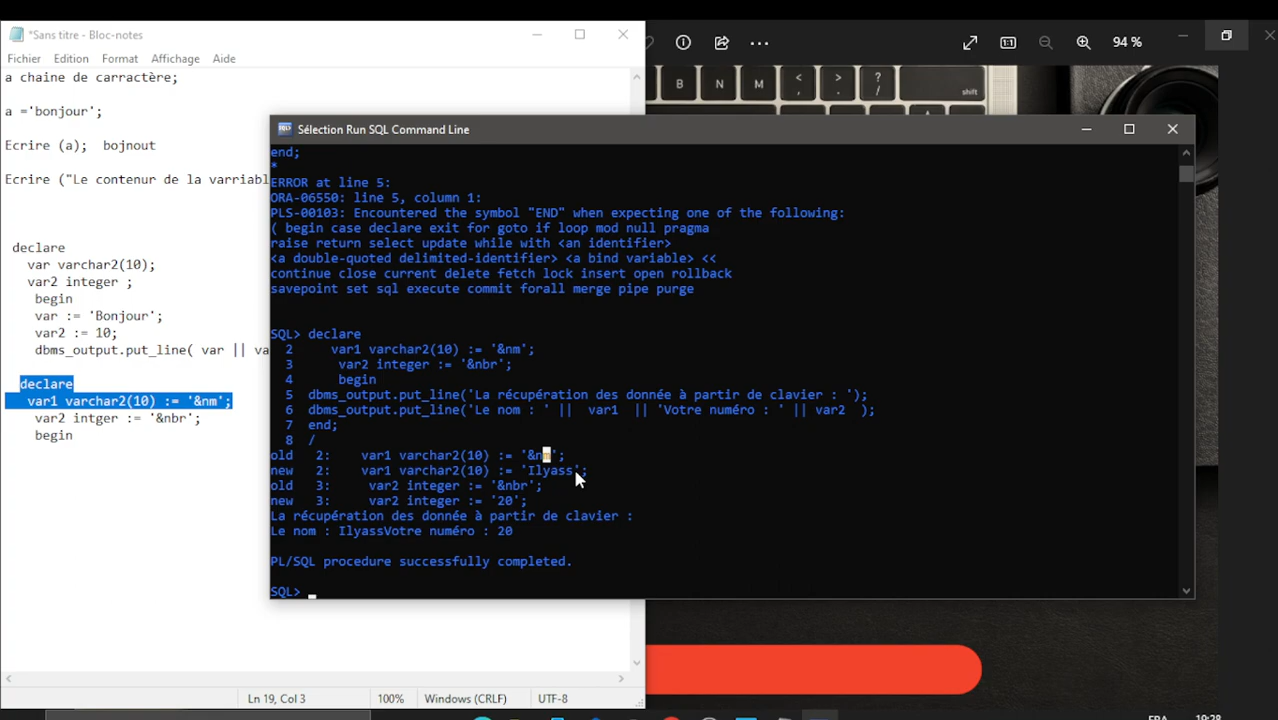 *Sans titre - Bloc-notes
Fichier Edition Format Affichage Aide
a chaine de carractère;
a ='bonjour';
Ecrire (a);  bojnout
Ecrire ("Le contenur de la varriabl
declare
var varchar2(10);
var2 integer ;
begin
var := 'Bonjour';
var2 := 10;
dbms_output.put_line( var || va
declare
var1 varchar2(10) := '&nm';
var2 intger := '&nbr';
begin
Ln 19, Col 3 100% Windows (CRLF) UTF-8
94 %
B N M < , > . ? / shift
Sélection Run SQL Command Line
end;
*
ERROR at line 5:
ORA-06550: line 5, column 1:
PLS-00103: Encountered the symbol "END" when expecting one of the following:
( begin case declare exit for goto if loop mod null pragma
raise return select update while with <an identifier>
<a double-quoted delimited-identifier> <a bind variable> <<
continue close current delete fetch lock insert open rollback
savepoint set sql execute commit forall merge pipe purge
SQL> declare
2 var1 varchar2(10) := '&nm';
3 var2 integer := '&nbr';
4 begin
5 dbms_output.put_line('La récupération des donnée à partir de clavier : ');
6 dbms_output.put_line('Le nom : ' || var1 || 'Votre numéro : ' || var2 );
7 end;
8 /
old 2: var1 varchar2(10) := '&nm';
new 2: var1 varchar2(10) := 'Ilyass';
old 3: var2 integer := '&nbr';
new 3: var2 integer := '20';
La récupération des donnée à partir de clavier :
Le nom : IlyassVotre numéro : 20
PL/SQL procedure successfully completed.
SQL>